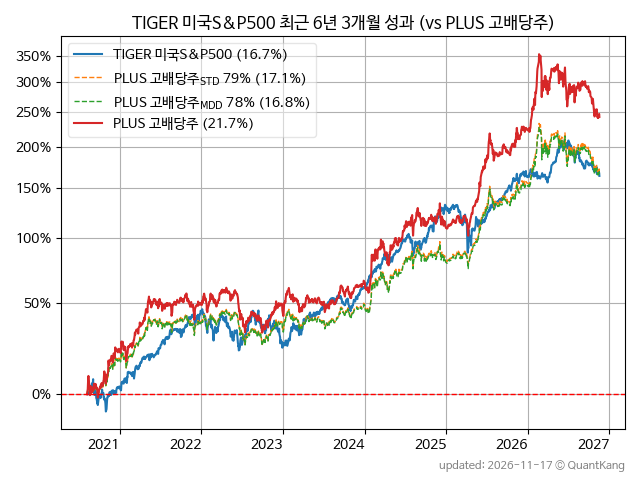 TIGER 미국S&P500 최근 6년 3개월 성과 (vs PLUS 고배당주)
350%
300%
250%
200%
150%
100%
50%
0%
TIGER 미국S&P500 (16.7%)
PLUS 고배당주STD 79% (17.1%)
PLUS 고배당주MDD 78% (16.8%)
PLUS 고배당주 (21.7%)
2021 2022 2023 2024 2025 2026 2027
updated: 2026-11-17 © QuantKang